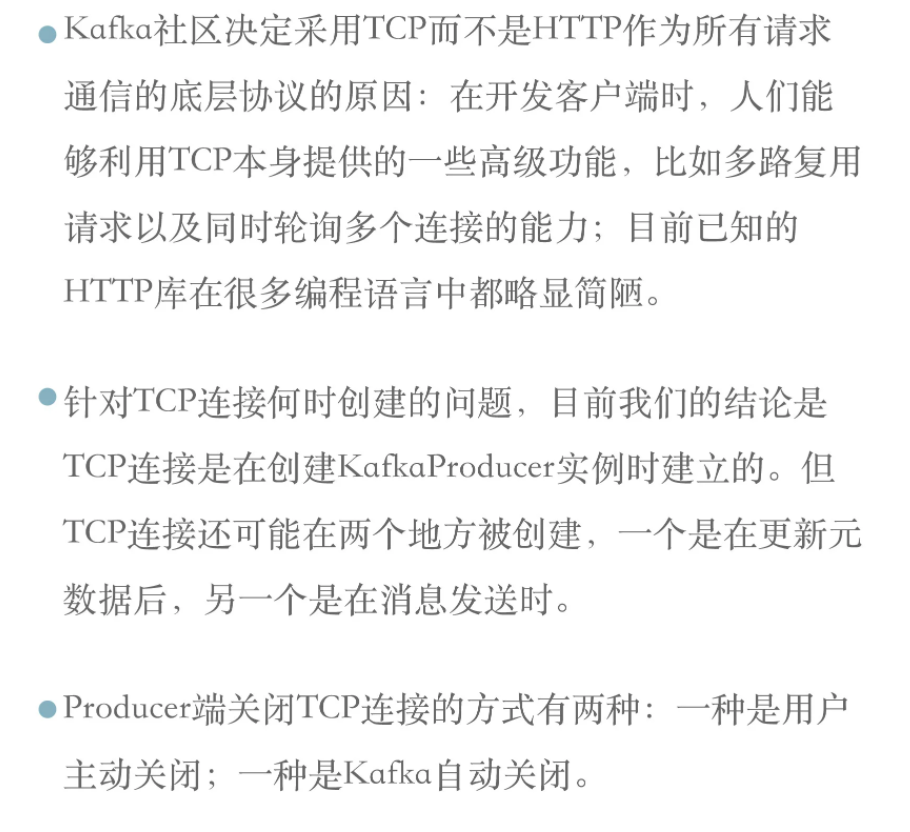 Kafka社区决定采用TCP而不是HTTP作为所有请求
通信的底层协议的原因：在开发客户端时，人们能
够利用TCP本身提供的一些高级功能，比如多路复用
请求以及同时轮询多个连接的能力；目前已知的
HTTP库在很多编程语言中都略显简陋。
针对TCP连接何时创建的问题，目前我们的结论是
TCP连接是在创建KafkaProducer实例时建立的。但
TCP连接还可能在两个地方被创建，一个是在更新元
数据后，另一个是在消息发送时。
Producer端关闭TCP连接的方式有两种：一种是用户
主动关闭；一种是Kafka自动关闭。